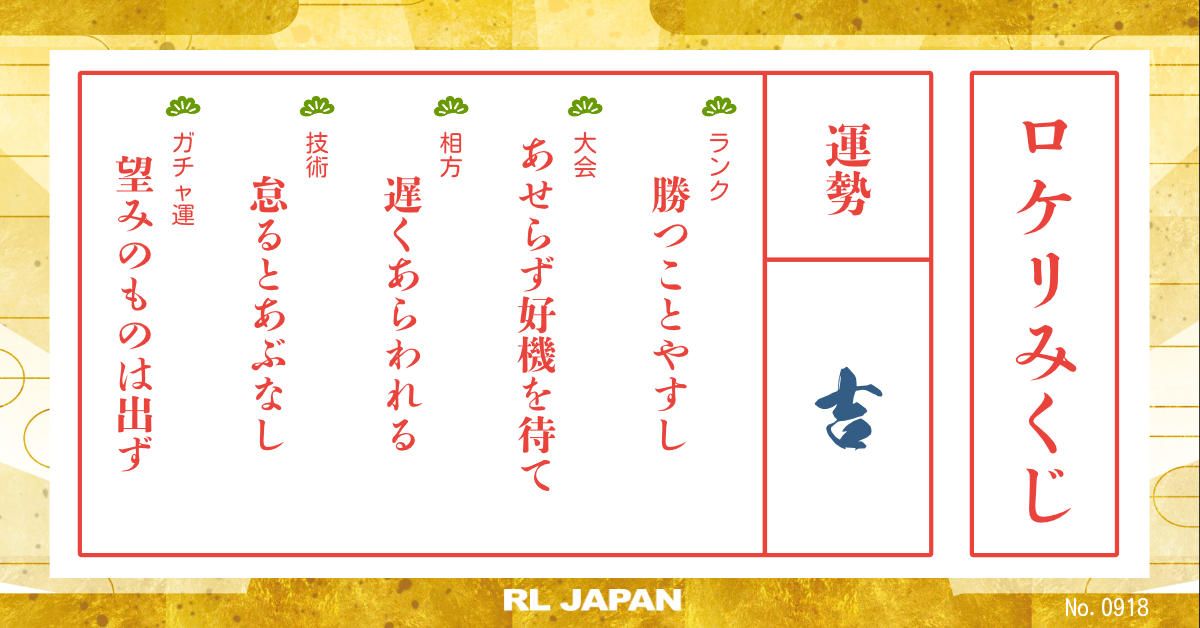 ロケリみくじ
運勢
吉
ランク
勝つことやすし
大会
あせらず好機を待て
相方
遅くあらわれる
技術
怠るとあぶなし
ガチャ運
望みのものは出ず
RL JAPAN
No. 0918